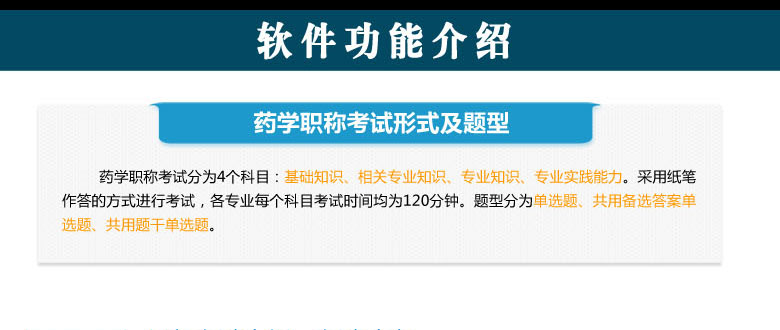 软件功能介绍
药学职称考试形式及题型
药学职称考试分为4个科目：基础知识、相关专业知识、专业知识、专业实践能力。采用纸笔
作答的方式进行考试，各专业每个科目考试时间均为120分钟。题型分为单选题、共用备选答案单
选题、共用题干单选题。